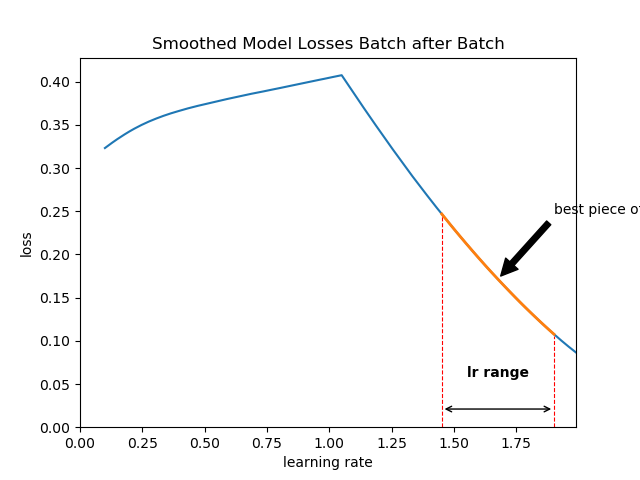 Smoothed Model Losses Batch after Batch
0.40
0.35
0.30
0.25
0.20
0.15
0.10
0.05
0.00
loss
best piece of
lr range
0.00 0.25 0.50 0.75 1.00 1.25 1.50 1.75
learning rate